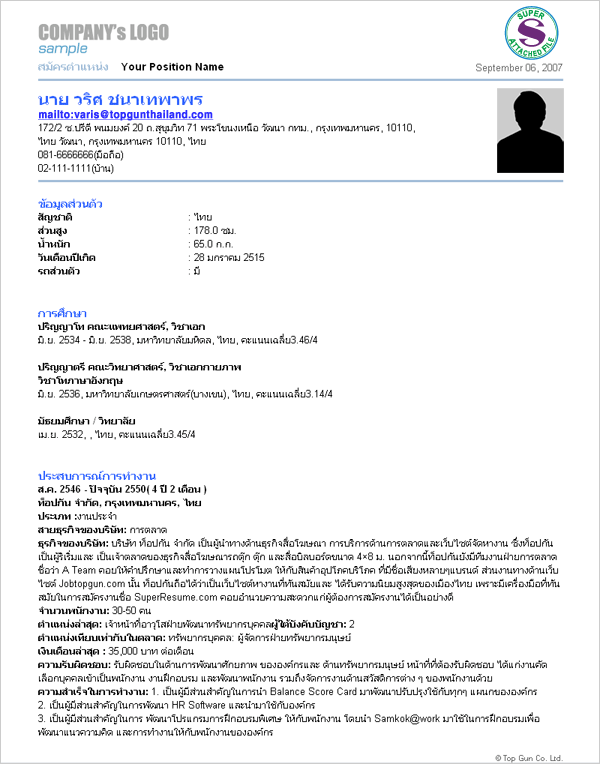 COMPANY's LOGO
sample
SUPER
S
ATTACHED FILE
สมัครตำแหน่ง Your Position Name
September 06, 2007
นาย วริศ ชนาเทพาพร
mailto:varis@topgunthailand.com
172/2 ซ.ปรีดี พนมยงค์ 20 ถ.สุขุมวิท 71 พระโขนงเหนือ วัฒนา กทม., กรุงเทพมหานคร, 10110,
ไทย วัฒนา, กรุงเทพมหานคร 10110, ไทย
081-6666666(มือถือ)
02-111-1111(บ้าน)
ข้อมูลส่วนตัว
สัญชาติ : ไทย
ส่วนสูง : 178.0 ซม.
น้ำหนัก : 65.0 ก.ก.
วันเดือนปีเกิด : 28 มกราคม 2515
รถส่วนตัว : มี
การศึกษา
ปริญญาโท คณะแพทยศาสตร์, วิชาเอก
มิ.ย. 2534 - มิ.ย. 2538, มหาวิทยาลัยมหิดล, ไทย, คะแนนเฉลี่ย3.46/4
ปริญญาตรี คณะวิทยาศาสตร์, วิชาเอกกายภาพ
วิชาโทภาษาอังกฤษ
มิ.ย. 2536, มหาวิทยาลัยเกษตรศาสตร์(บางเขน), ไทย, คะแนนเฉลี่ย3.14/4
มัธยมศึกษา / วิทยาลัย
เม.ย. 2532, , ไทย, คะแนนเฉลี่ย3.45/4
ประสบการณ์การทำงาน
ส.ค. 2546 - ปัจจุบัน 2550( 4 ปี 2 เดือน )
ท็อปกัน จำกัด, กรุงเทพมหานคร, ไทย
ประเภท :งานประจำ
สายธุรกิจของบริษัท: การตลาด
ธุรกิจของบริษัท: บริษัท ท็อปกัน จำกัด เป็นผู้นำทางด้านธุรกิจสื่อโฆษณา การบริการด้านการตลาดและเว็บไซต์จัดหางาน ซึ่งท็อปกัน
เป็นผู้ริเริ่มและ เป็นเจ้าตลาดของธุรกิจสื่อโฆษณารถตุ๊ก ตุ๊ก และสื่อบิลบอร์ดขนาด 4×8 ม. นอกจากนี้ท็อปกันยังมีทีมงานฝ่ายการตลาด
ชื่อว่า A Team คอยให้คำปรึกษาและทำการวางแผนโปรโมต ให้กับสินค้าอุปโภคบริโภค ที่มีชื่อเสียงหลายๆแบรนด์ ส่วนงานทางด้านเว็บ
ไซต์ Jobtopgun.com นั้น ท็อปกันถือได้ว่าเป็นเว็บไซต์หางานที่ทันสมัยและ ได้รับความนิยมสูงสุดของเมืองไทย เพราะมีเครื่องมือที่ทัน
สมัยในการสมัครงานชื่อ SuperResume.com คอยอำนวยความสะดวกแก่ผู้ต้องการสมัครงานได้เป็นอย่างดี
จำนวนพนักงาน: 30-50 คน
ตำแหน่งล่าสุด : เจ้าหน้าที่อาวุโสฝ่ายพัฒนาทรัพยากรบุคคลผู้ใต้บังคับบัญชา: 2
ตำแหน่งเทียบเท่ากับในตลาด: ทรัพยากรบุคคล: ผู้จัดการฝ่ายทรัพยากรมนุษย์
เงินเดือนล่าสุด : 35,000 บาท ต่อเดือน
ความรับผิดชอบ: รับผิดชอบในด้านการพัฒนาศักยภาพ ขององค์กรและ ด้านทรัพยากรมนุษย์ หน้าที่ที่ต้องรับผิดชอบ ได้แก่งานคัด
เลือกบุคคลเข้าเป็นพนักงาน งานฝึกอบรม และพัฒนาพนักงาน รวมถึงจัดการงานด้านสวัสดิการต่าง ๆ ของพนักงานด้วย
ความสำเร็จในการทำงาน: 1. เป็นผู้มีส่วนสำคัญในการนำ Balance Score Card มาพัฒนาปรับปรุงใช้กับทุกๆ แผนกขององค์กร
2. เป็นผู้มีส่วนสำคัญในการพัฒนา HR Software และนำมาใช้กับองค์กร
3. เป็นผู้มีส่วนสำคัญใน การพัฒนาโปรแกรมการฝึกอบรมพิเศษ ให้กับพนักงาน โดยนำ Samkok@work มาใช้ในการฝึกอบรมเพื่อ
พัฒนาแนวความคิด และการทำงานให้กับพนักงานขององค์กร
© Top Gun Co. Ltd.